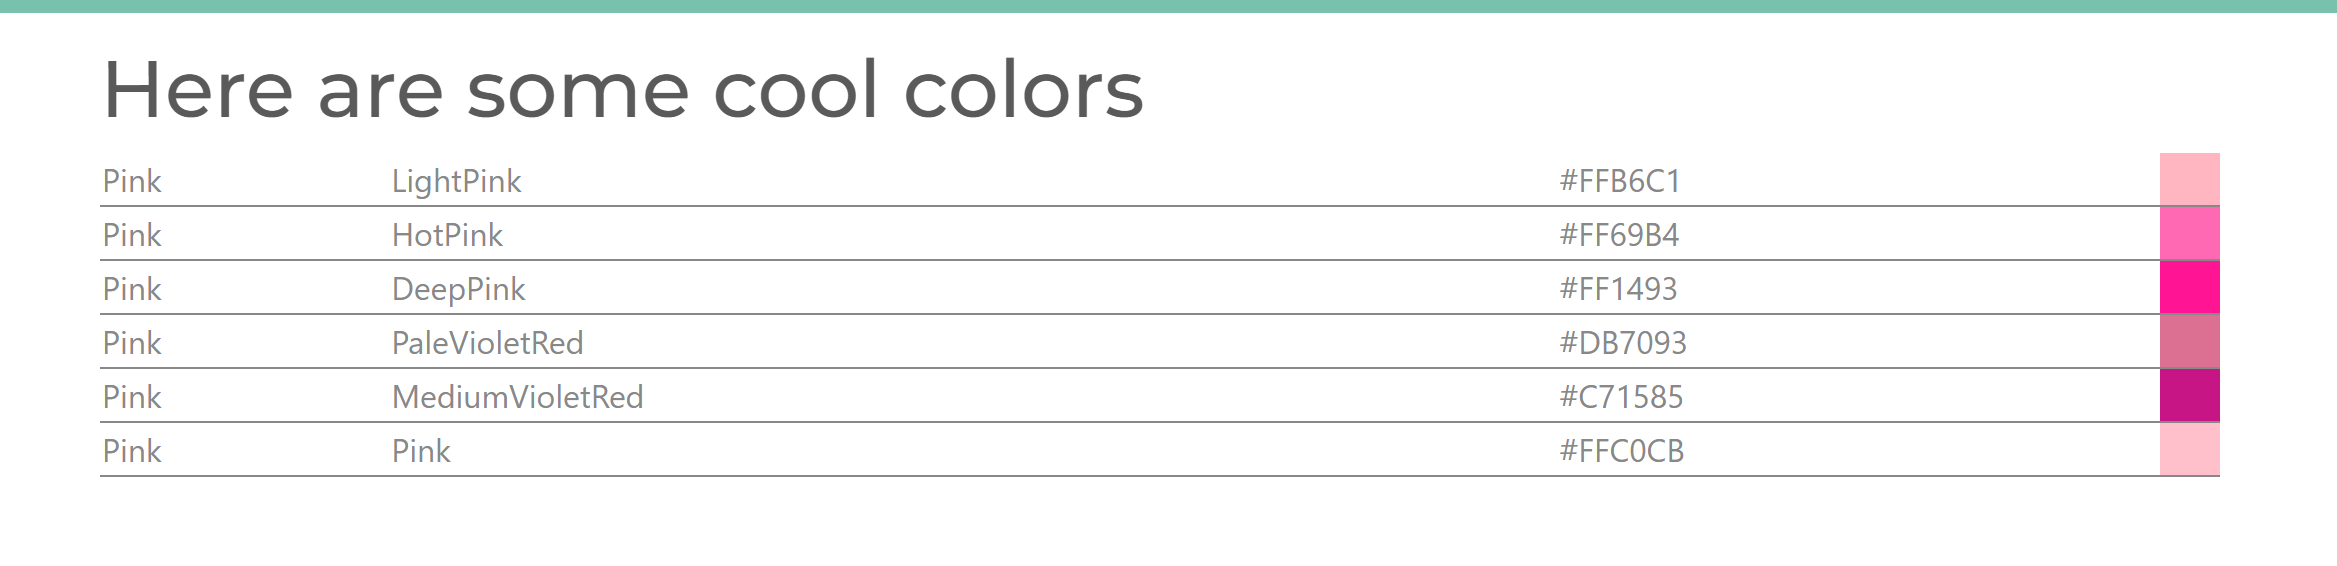 Here are some cool colors
Pink LightPink #FFB6C1
Pink HotPink #FF69B4
Pink DeepPink #FF1493
Pink PaleVioletRed #DB7093
Pink MediumVioletRed #C71585
Pink Pink #FFC0CB